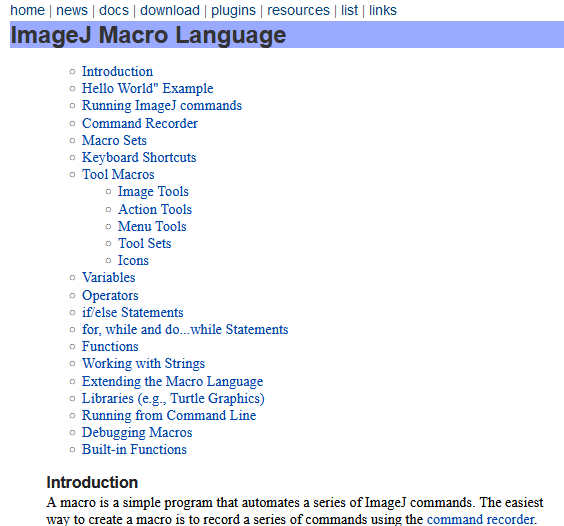 home | news | docs | download | plugins | resources | list | links
ImageJ Macro Language
Introduction
Hello World" Example
Running ImageJ commands
Command Recorder
Macro Sets
Keyboard Shortcuts
Tool Macros
Image Tools
Action Tools
Menu Tools
Tool Sets
Icons
Variables
Operators
if/else Statements
for, while and do...while Statements
Functions
Working with Strings
Extending the Macro Language
Libraries (e.g., Turtle Graphics)
Running from Command Line
Debugging Macros
Built-in Functions
Introduction
A macro is a simple program that automates a series of ImageJ commands. The easiest
way to create a macro is to record a series of commands using the command recorder.